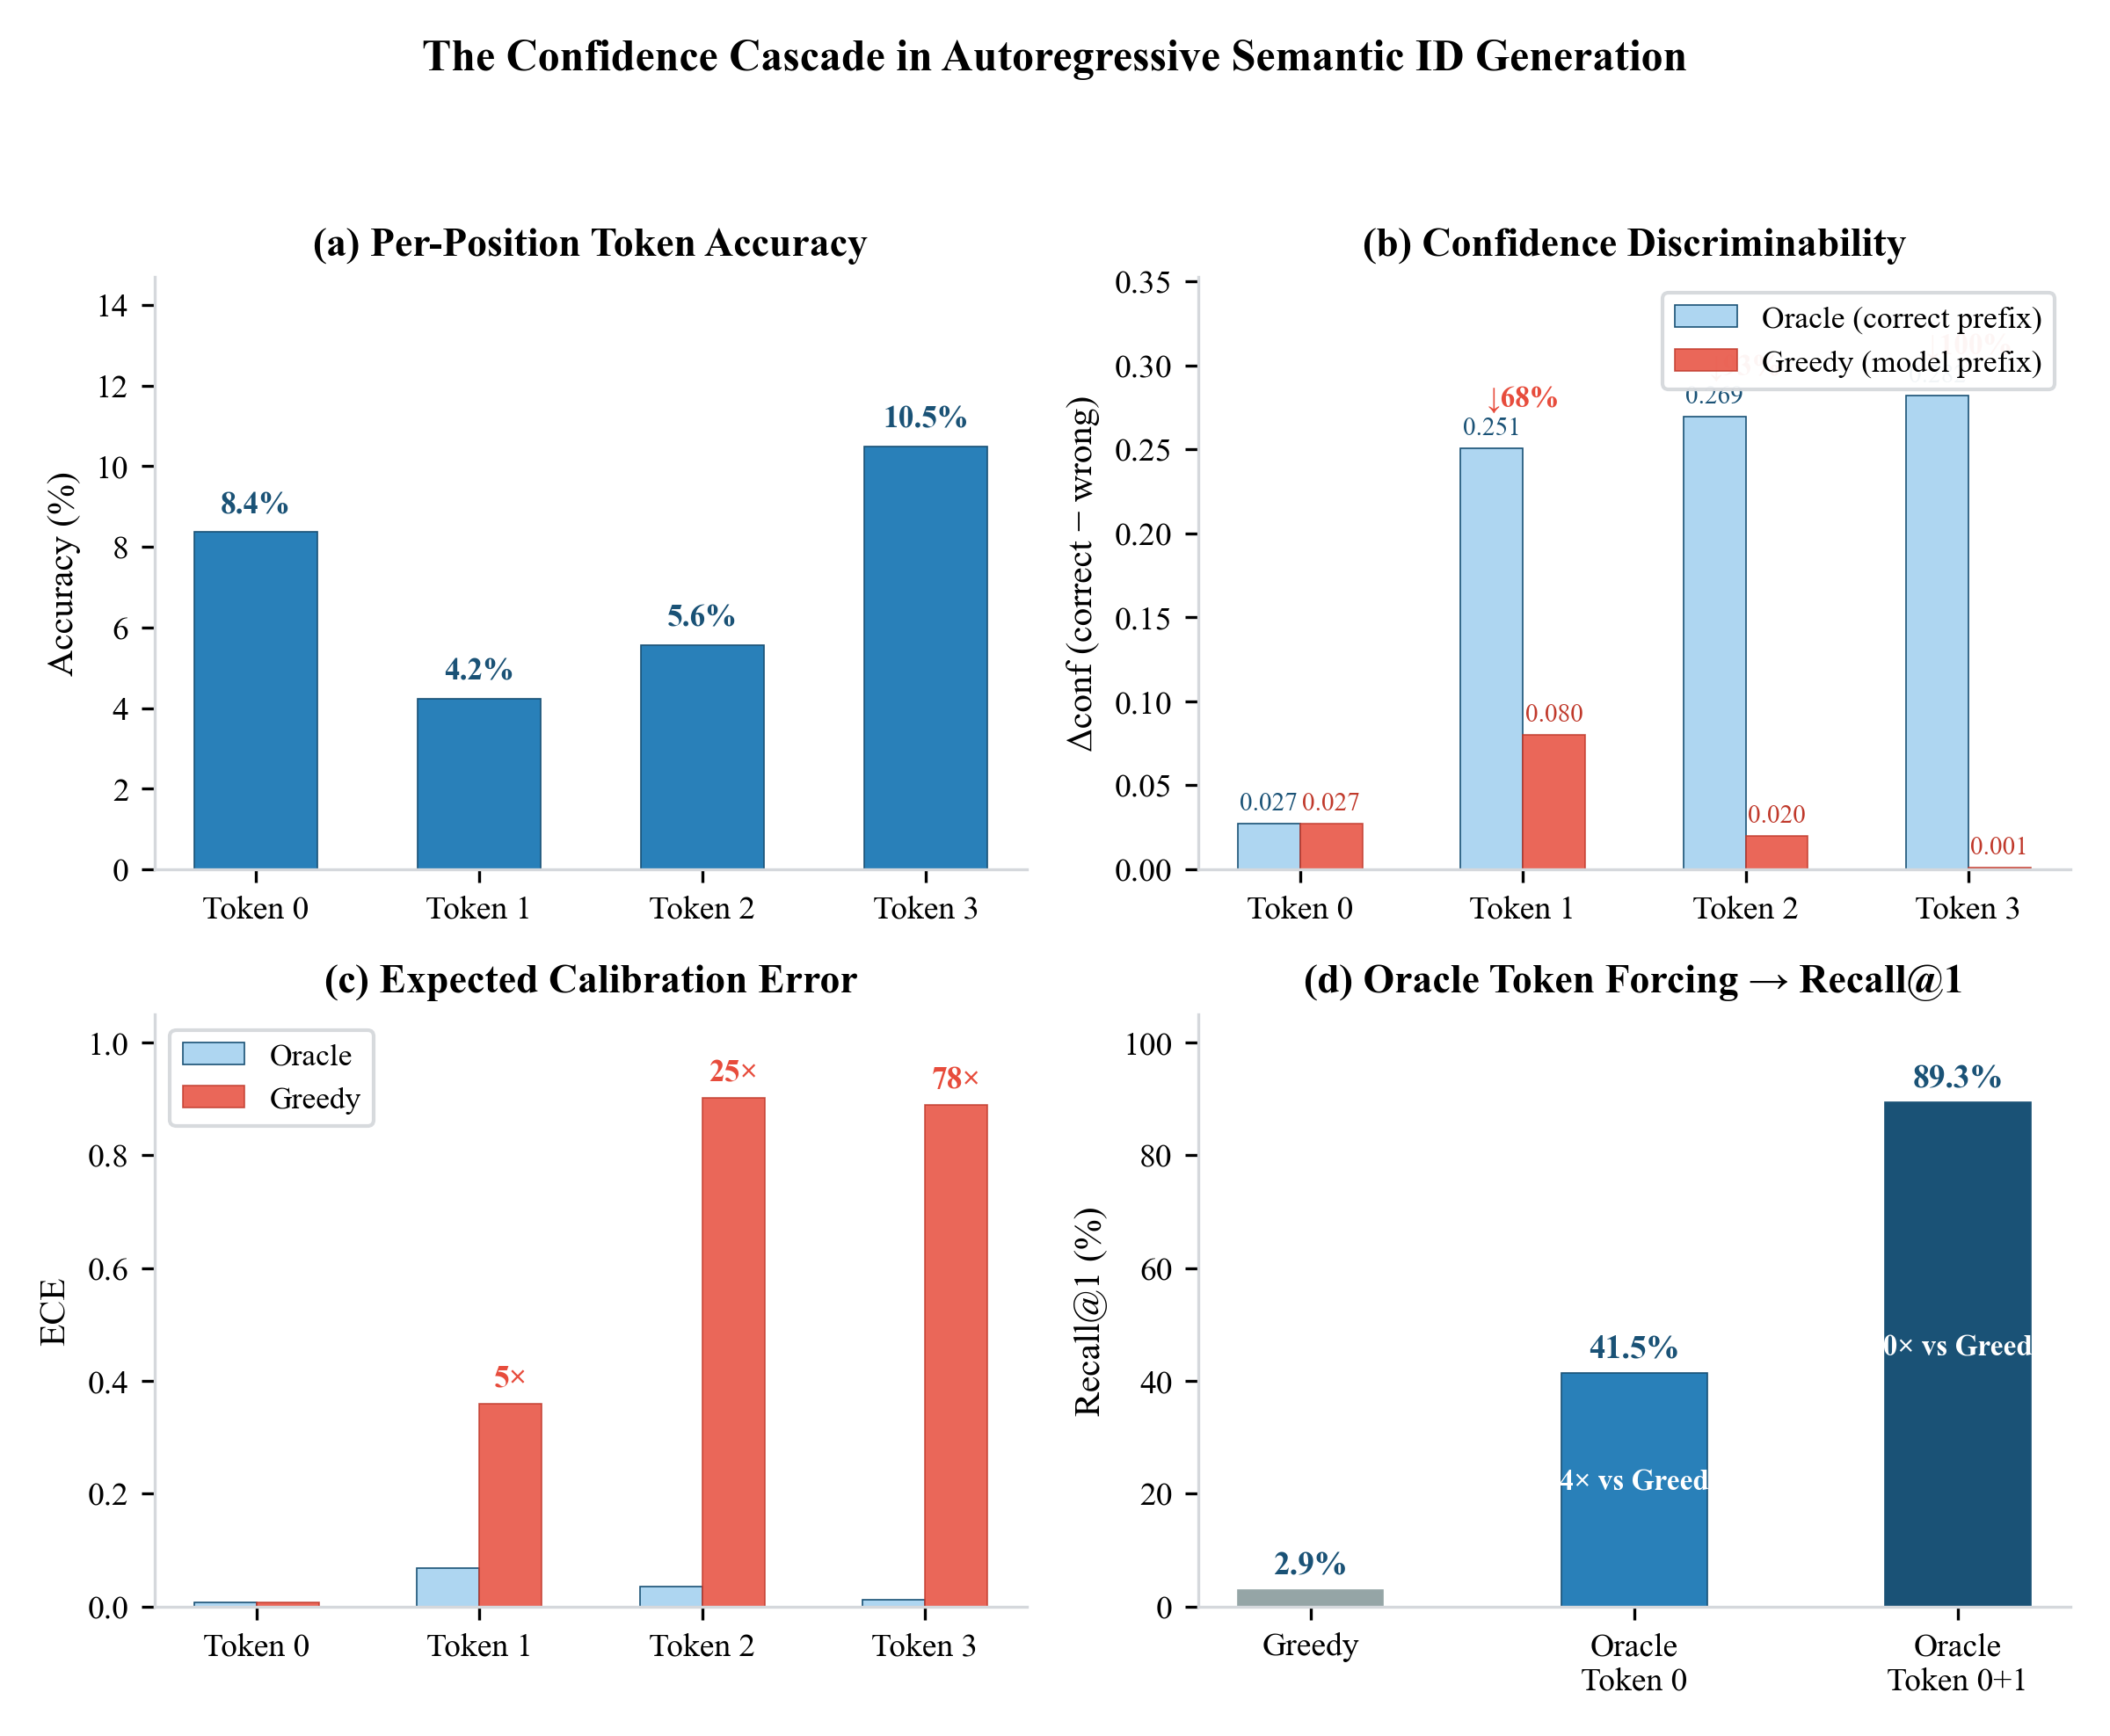 The Confidence Cascade in Autoregressive Semantic ID Generation
(a) Per-Position Token Accuracy
Accuracy (%)
14
12
10
8
6
4
2
0
8.4%
4.2%
5.6%
10.5%
Token 0
Token 1
Token 2
Token 3
(b) Confidence Discriminability
Δconf (correct − wrong)
0.35
0.30
0.25
0.20
0.15
0.10
0.05
0.00
Oracle (correct prefix)
Greedy (model prefix)
↓68%
0.027
0.027
0.251
0.080
0.269
0.020
0.001
Token 0
Token 1
Token 2
Token 3
(c) Expected Calibration Error
ECE
1.0
0.8
0.6
0.4
0.2
0.0
Oracle
Greedy
5×
25×
78×
Token 0
Token 1
Token 2
Token 3
(d) Oracle Token Forcing → Recall@1
Recall@1 (%)
100
80
60
40
20
0
2.9%
41.5%
89.3%
4× vs Greed
0× vs Greed
Greedy
Oracle
Token 0
Oracle
Token 0+1